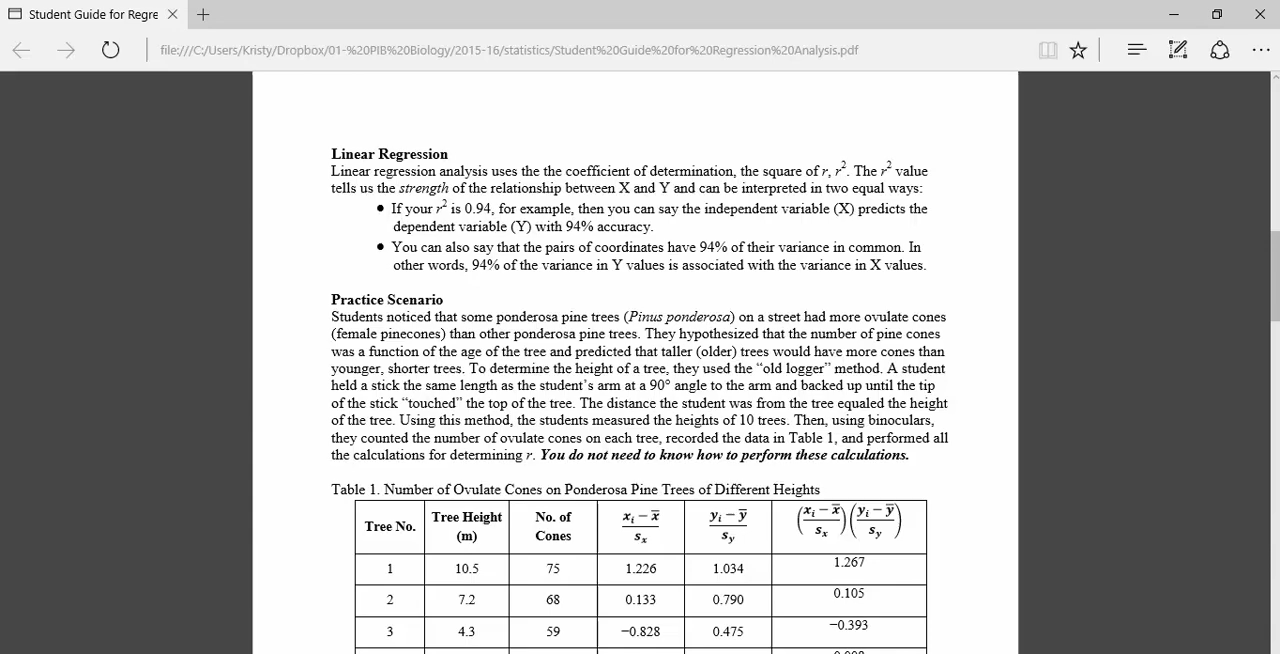 Student Guide for Regre
file:///C:/Users/Kristy/Dropbox/01-%20PIB%20Biology/2015-16/statistics/Student%20Guide%20for%20Regression%20Analysis.pdf
Linear Regression
Linear regression analysis uses the the coefficient of determination, the square of r, r². The r² value
tells us the strength of the relationship between X and Y and can be interpreted in two equal ways:
• If your r² is 0.94, for example, then you can say the independent variable (X) predicts the
dependent variable (Y) with 94% accuracy.
• You can also say that the pairs of coordinates have 94% of their variance in common. In
other words, 94% of the variance in Y values is associated with the variance in X values.
Practice Scenario
Students noticed that some ponderosa pine trees (Pinus ponderosa) on a street had more ovulate cones
(female pinecones) than other ponderosa pine trees. They hypothesized that the number of pine cones
was a function of the age of the tree and predicted that taller (older) trees would have more cones than
younger, shorter trees. To determine the height of a tree, they used the “old logger” method. A student
held a stick the same length as the student’s arm at a 90° angle to the arm and backed up until the tip
of the stick “touched” the top of the tree. The distance the student was from the tree equaled the height
of the tree. Using this method, the students measured the heights of 10 trees. Then, using binoculars,
they counted the number of ovulate cones on each tree, recorded the data in Table 1, and performed all
the calculations for determining r. You do not need to know how to perform these calculations.
Table 1. Number of Ovulate Cones on Ponderosa Pine Trees of Different Heights
Tree No. Tree Height (m) No. of Cones (xᵢ − x̅)/sₓ (yᵢ − y̅)/s_y ((xᵢ − x̅)/sₓ)((yᵢ − y̅)/s_y)
1 10.5 75 1.226 1.034 1.267
2 7.2 68 0.133 0.790 0.105
3 4.3 59 −0.828 0.475 −0.393